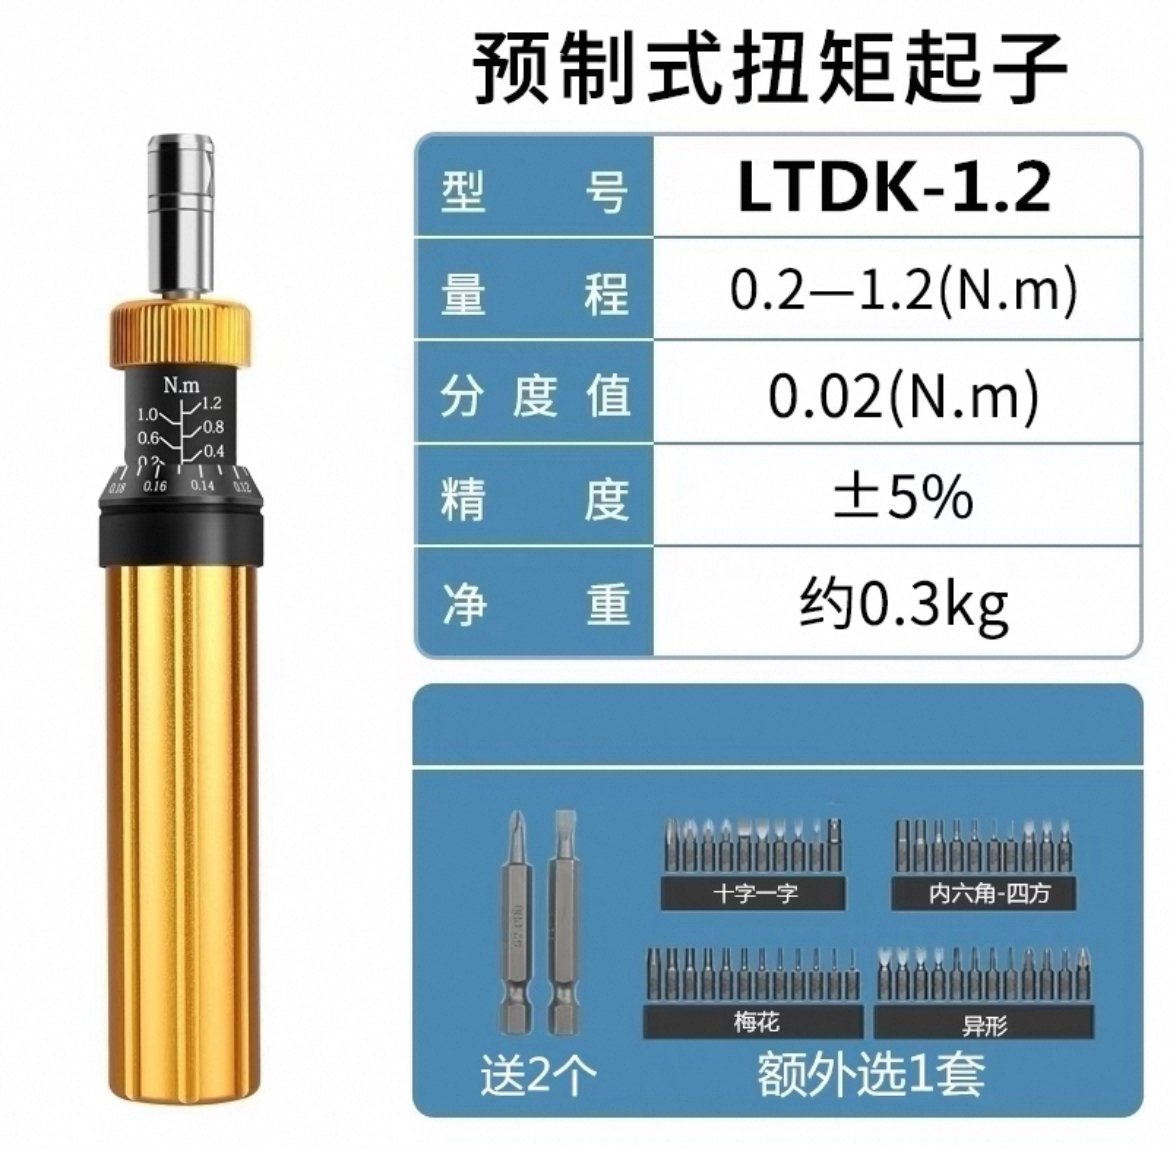 预制式扭矩起子
型号 LTDK-1.2
量程 0.2—1.2(N.m)
分度值 0.02(N.m)
精度 ±5%
净重 约0.3kg
N.m
1.0 1.2
0.6 0.8
0.2 0.4
0.18 0.16 0.14 0.12
十字一字
内六角-四方
梅花
异形
送2个
额外选1套